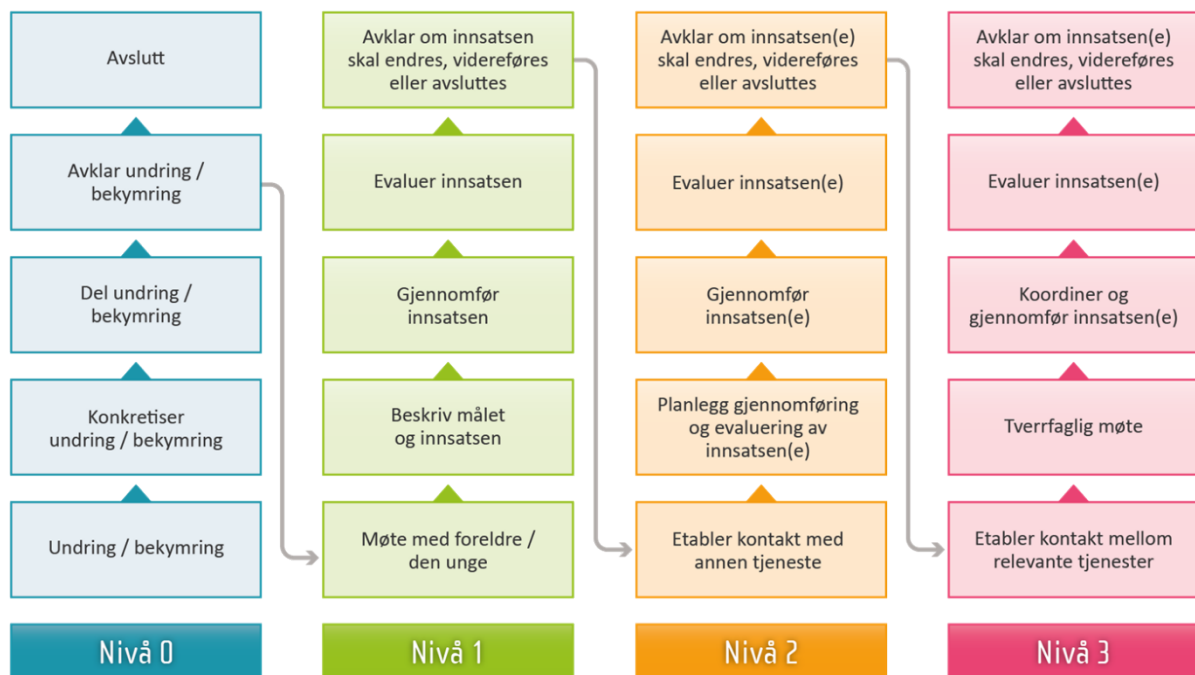 Avslutt
Avklar undring /
bekymring
Del undring /
bekymring
Konkretiser
undring / bekymring
Undring / bekymring
Nivå 0
Avklar om innsatsen
skal endres, videreføres
eller avsluttes
Evaluer innsatsen
Gjennomfør
innsatsen
Beskriv målet
og innsatsen
Møte med foreldre /
den unge
Nivå 1
Avklar om innsatsen(e)
skal endres, videreføres
eller avsluttes
Evaluer innsatsen(e)
Gjennomfør
innsatsen(e)
Planlegg gjennomføring
og evaluering av
innsatsen(e)
Etabler kontakt med
annen tjeneste
Nivå 2
Avklar om innsatsen(e)
skal endres, videreføres
eller avsluttes
Evaluer innsatsen(e)
Koordiner og
gjennomfør innsatsen(e)
Tverrfaglig møte
Etabler kontakt mellom
relevante tjenester
Nivå 3